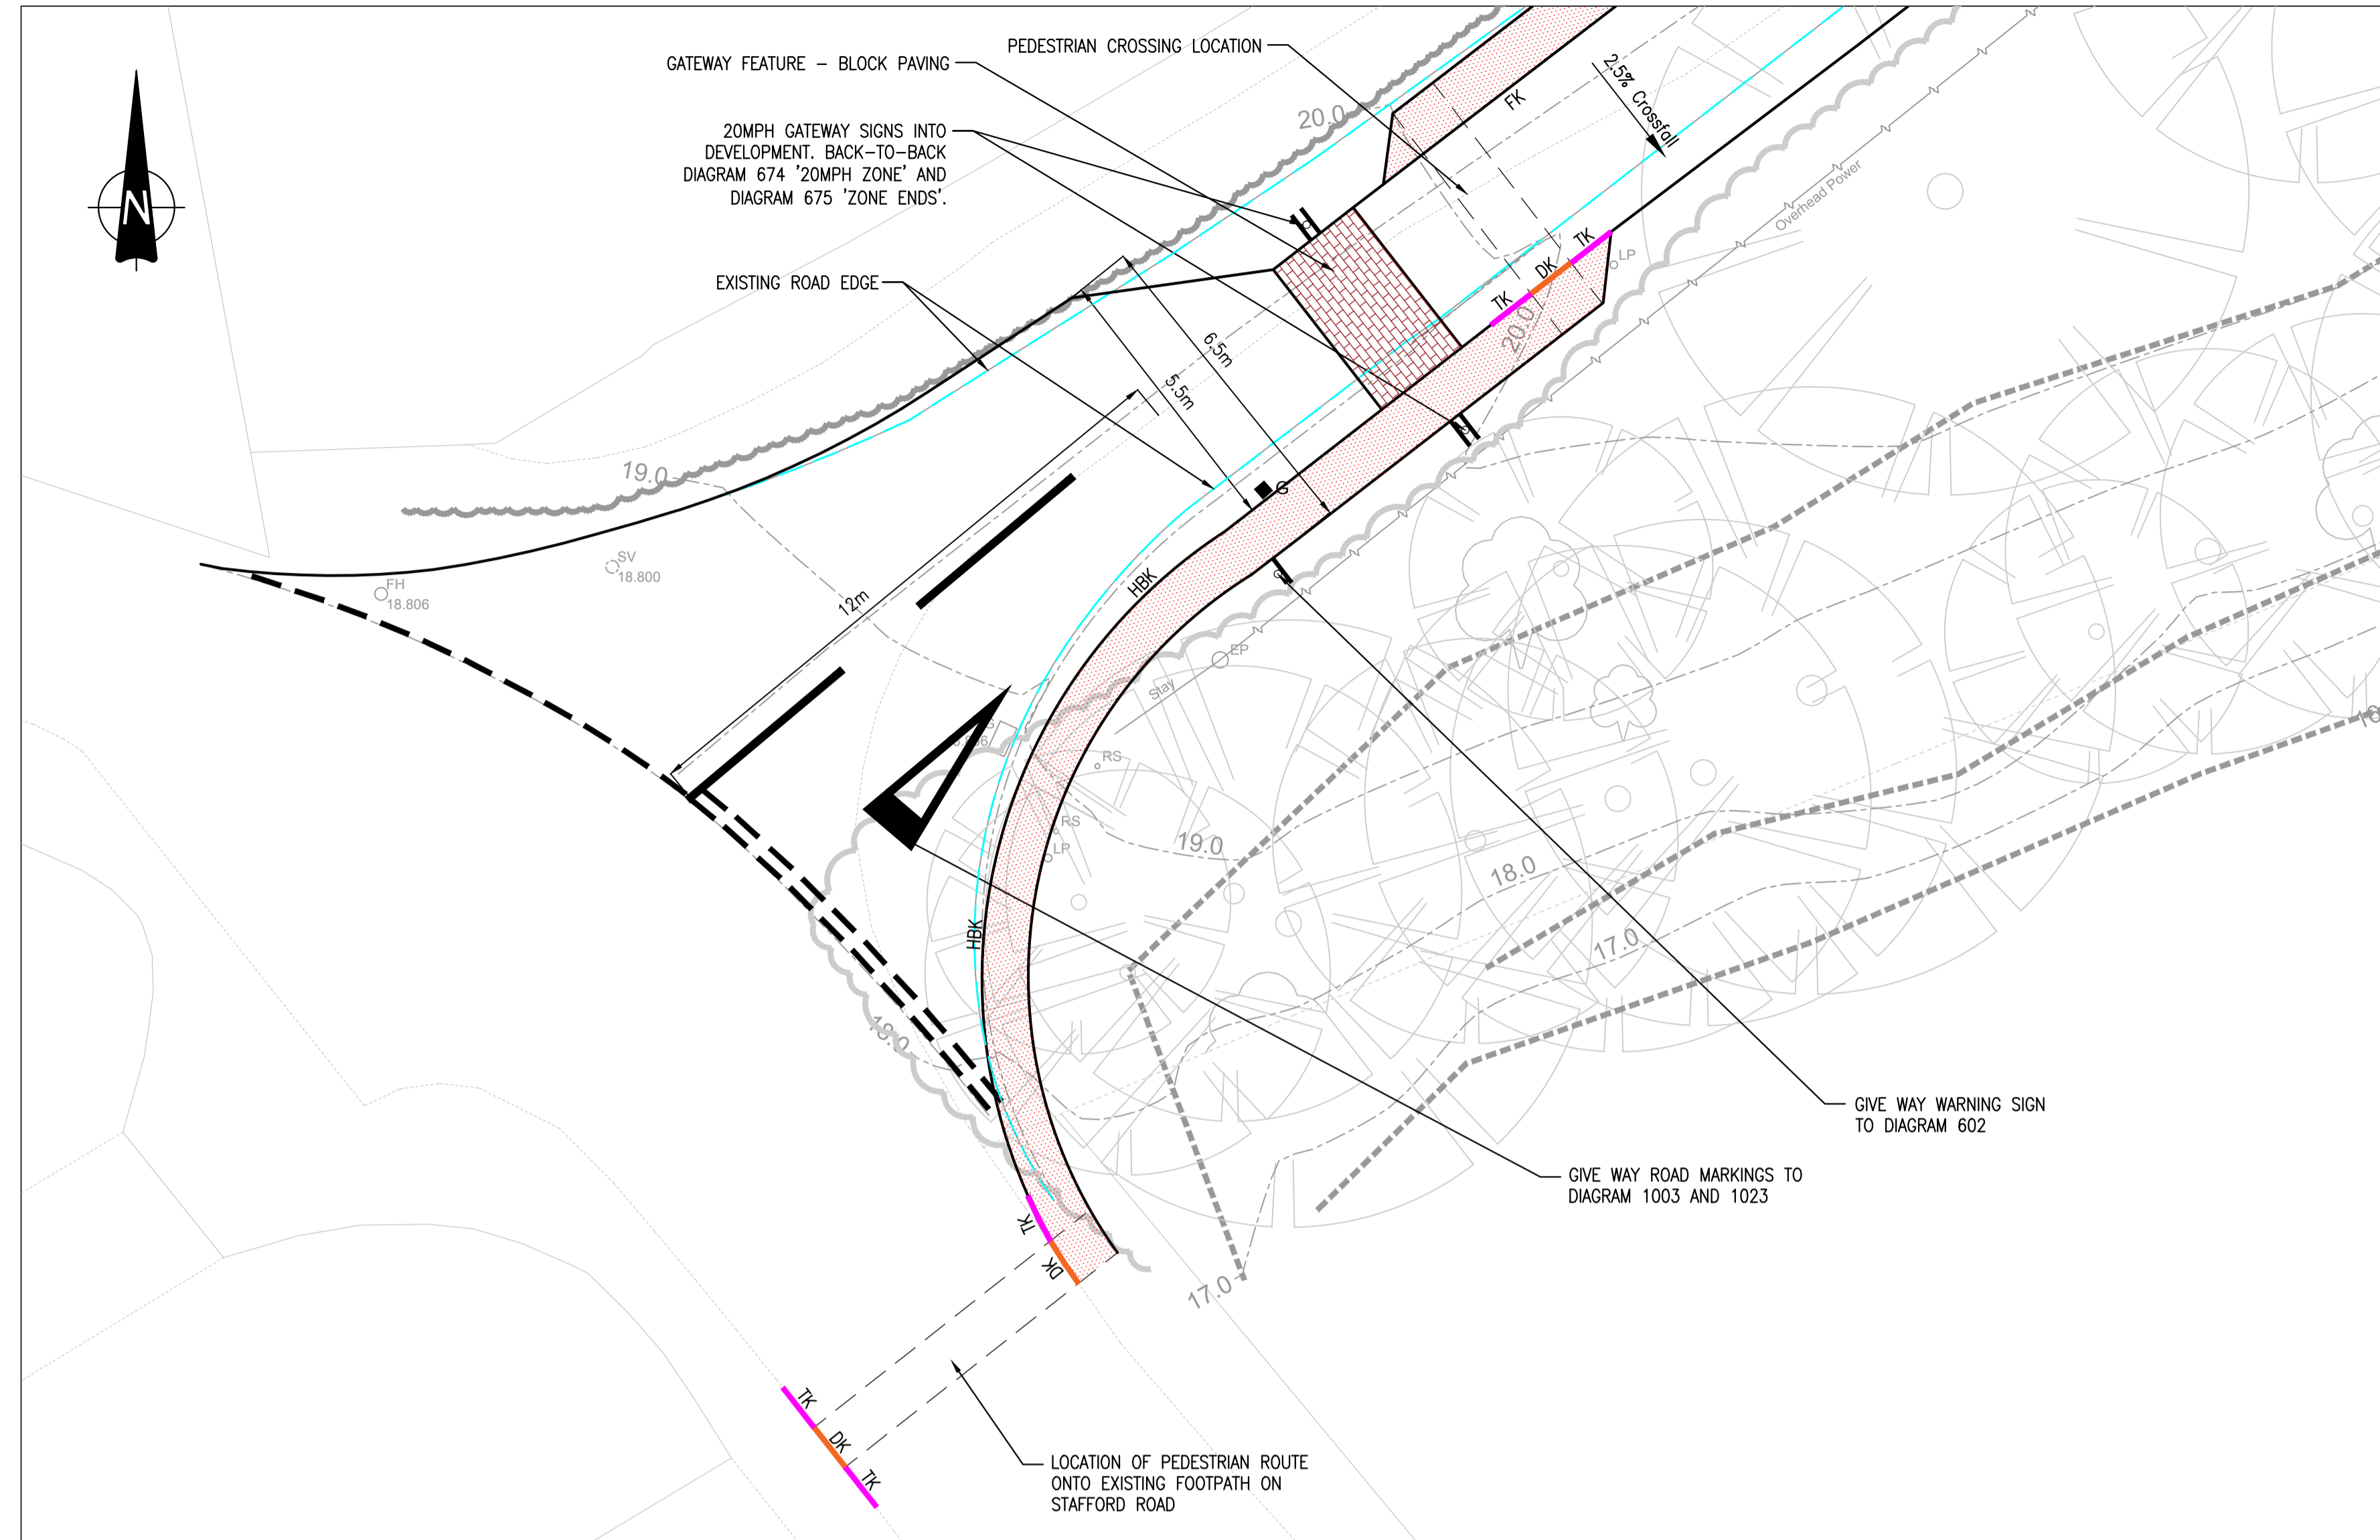 PEDESTRIAN CROSSING LOCATION
GATEWAY FEATURE – BLOCK PAVING
20MPH GATEWAY SIGNS INTO
DEVELOPMENT. BACK-TO-BACK
DIAGRAM 674 '20MPH ZONE' AND
DIAGRAM 675 'ZONE ENDS'.
EXISTING ROAD EDGE
N
20.0
FK
2.5% Crossfall
Overhead Power
TK
DK
TK
LP
20.0
6.5m
5.5m
G
19.0
SV
18.800
FH
18.806
12m
HBK
EP
Stay
RS
RS
LP
19.0
18.0
17.0
HBK
18.0
17.0
TK
DK
GIVE WAY WARNING SIGN
TO DIAGRAM 602
GIVE WAY ROAD MARKINGS TO
DIAGRAM 1003 AND 1023
TK
DK
TK
LOCATION OF PEDESTRIAN ROUTE
ONTO EXISTING FOOTPATH ON
STAFFORD ROAD